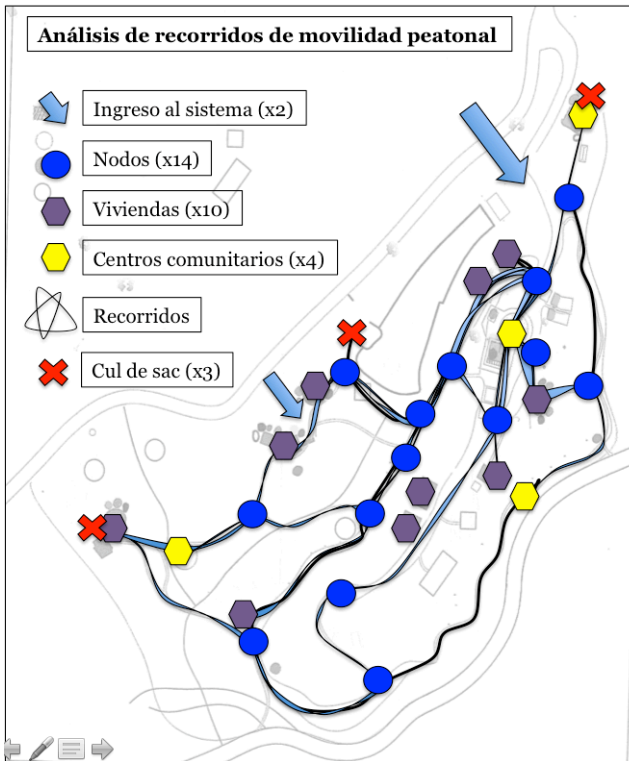 Análisis de recorridos de movilidad peatonal
Ingreso al sistema (x2)
Nodos (x14)
Viviendas (x10)
Centros comunitarios (x4)
Recorridos
Cul de sac (x3)